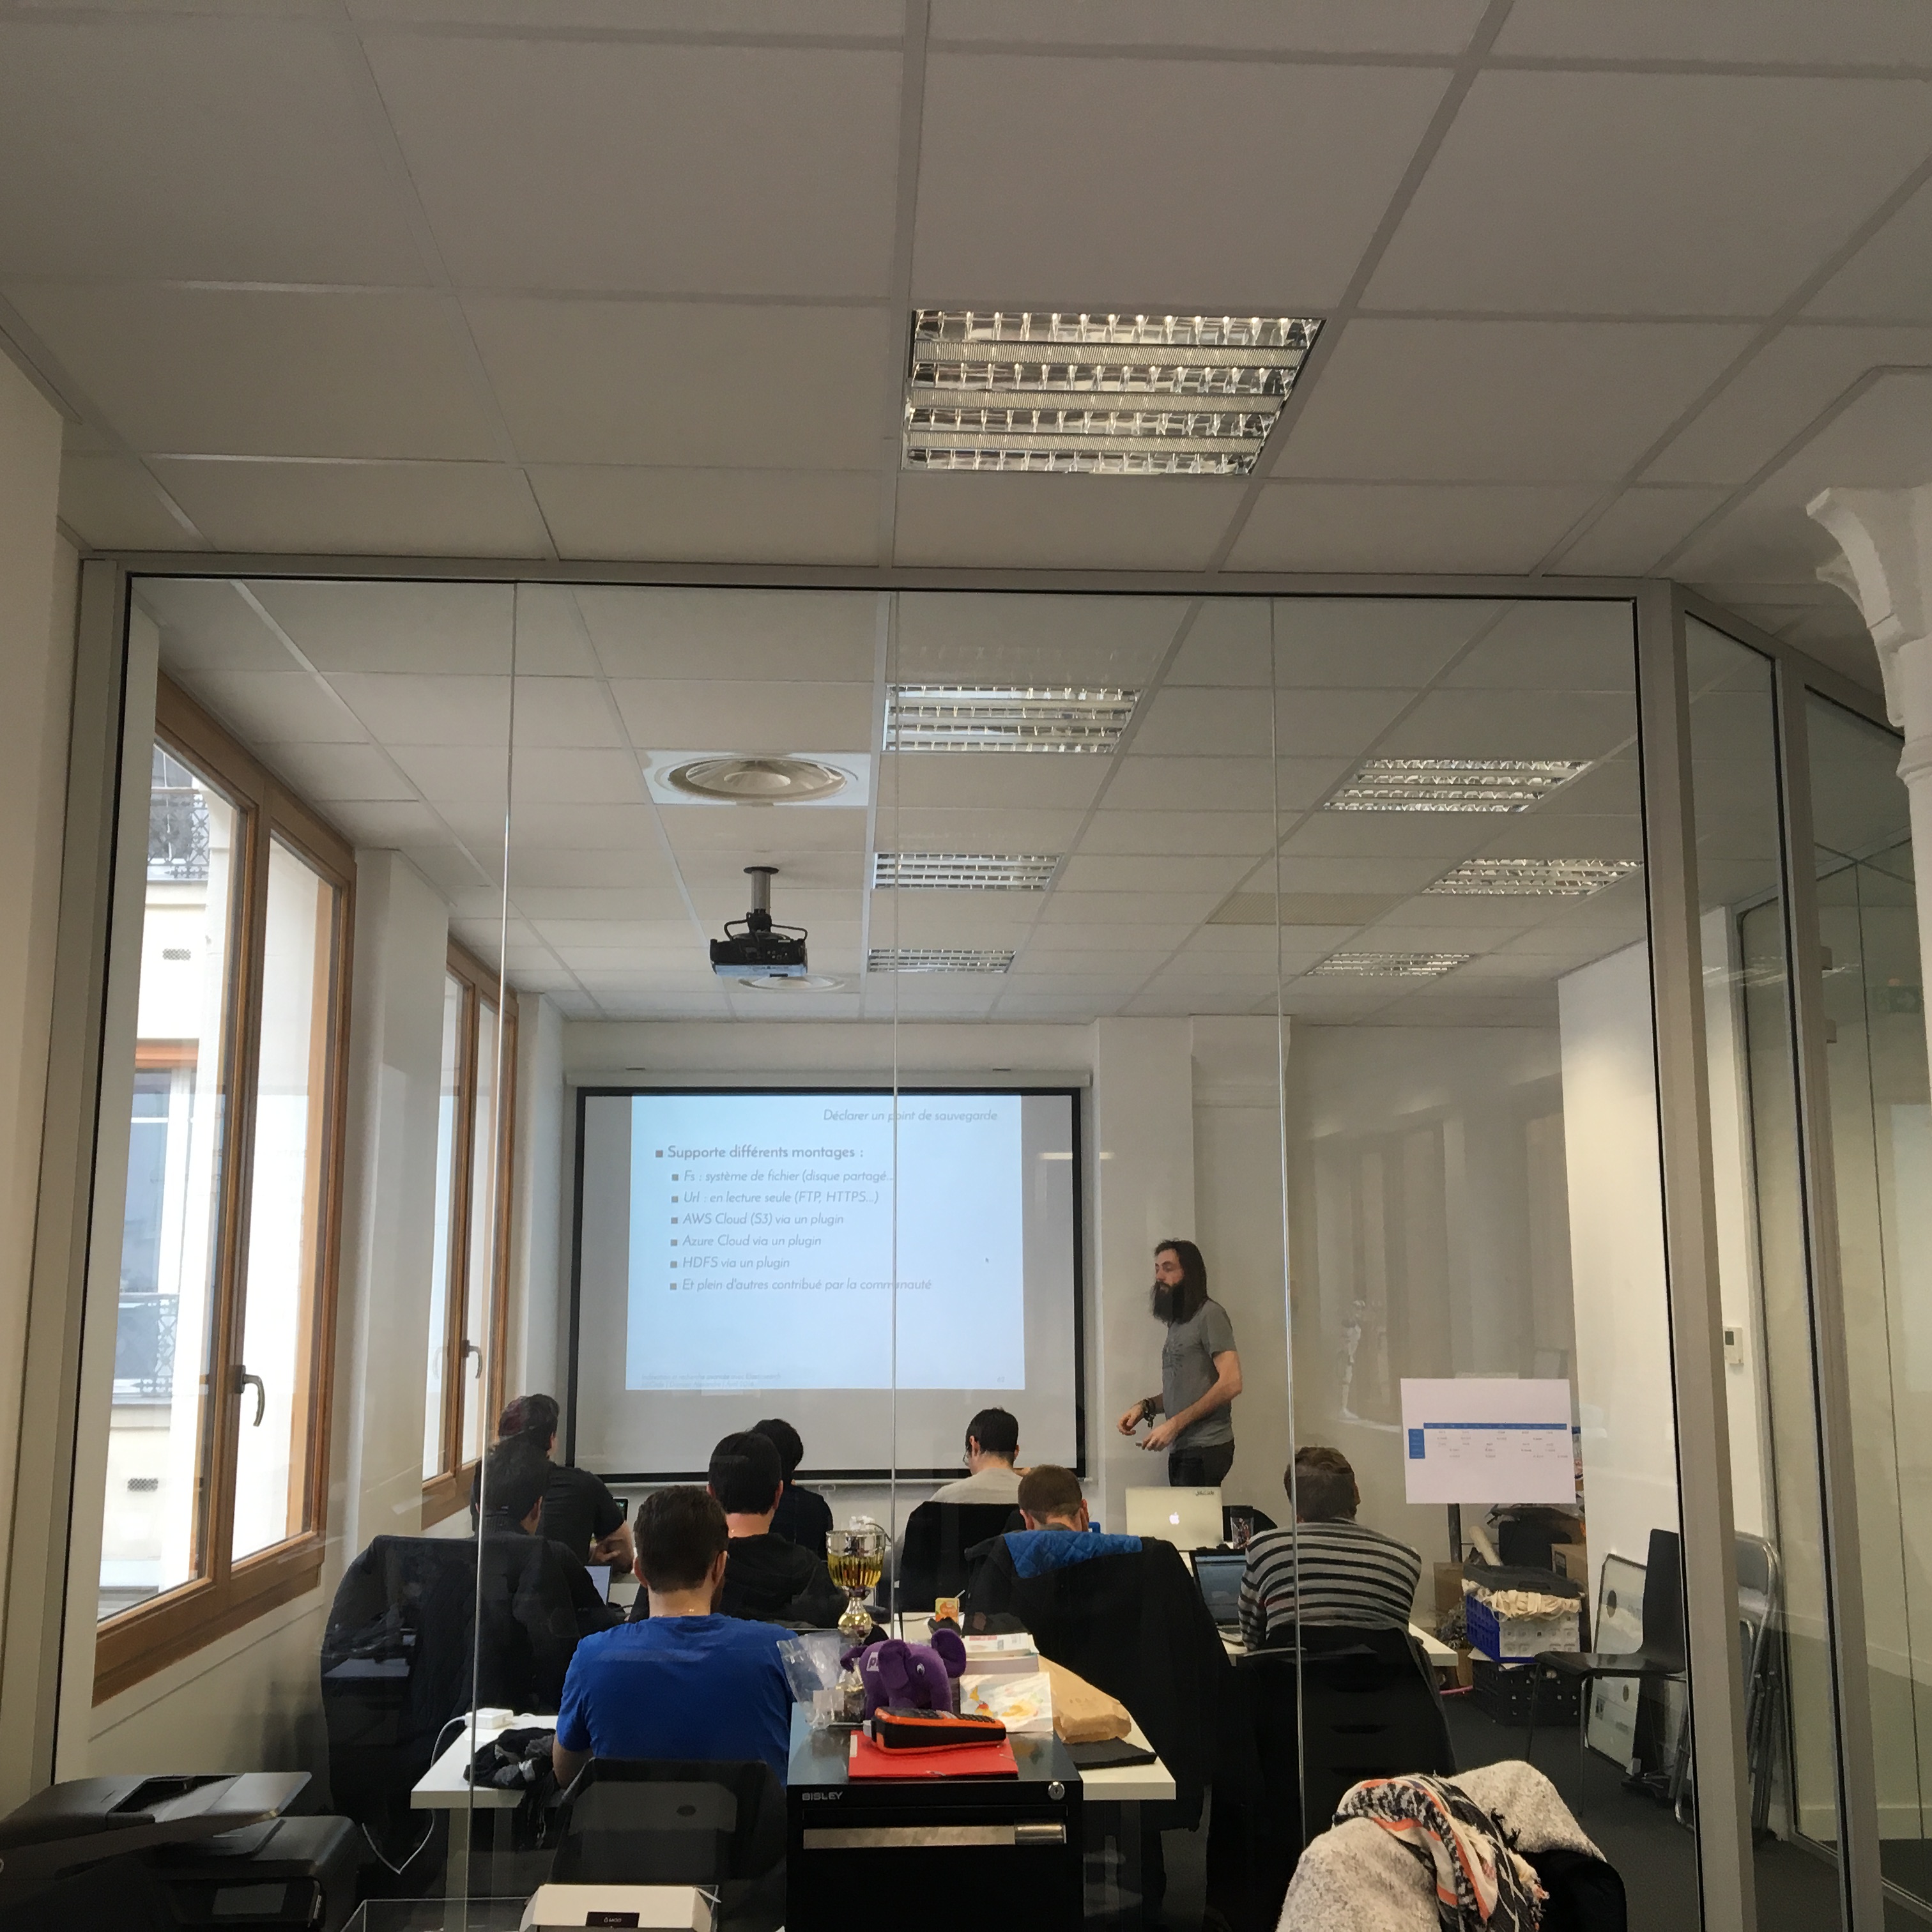 Déclarer un point de sauvegarde
Supporte différents montages :
Fs : système de fichier (disque partagé...
Url : en lecture seule (FTP, HTTPS...)
AWS Cloud (S3) via un plugin
Azure Cloud via un plugin
HDFS via un plugin
Et plein d'autres contribué par la communauté
BISLEY